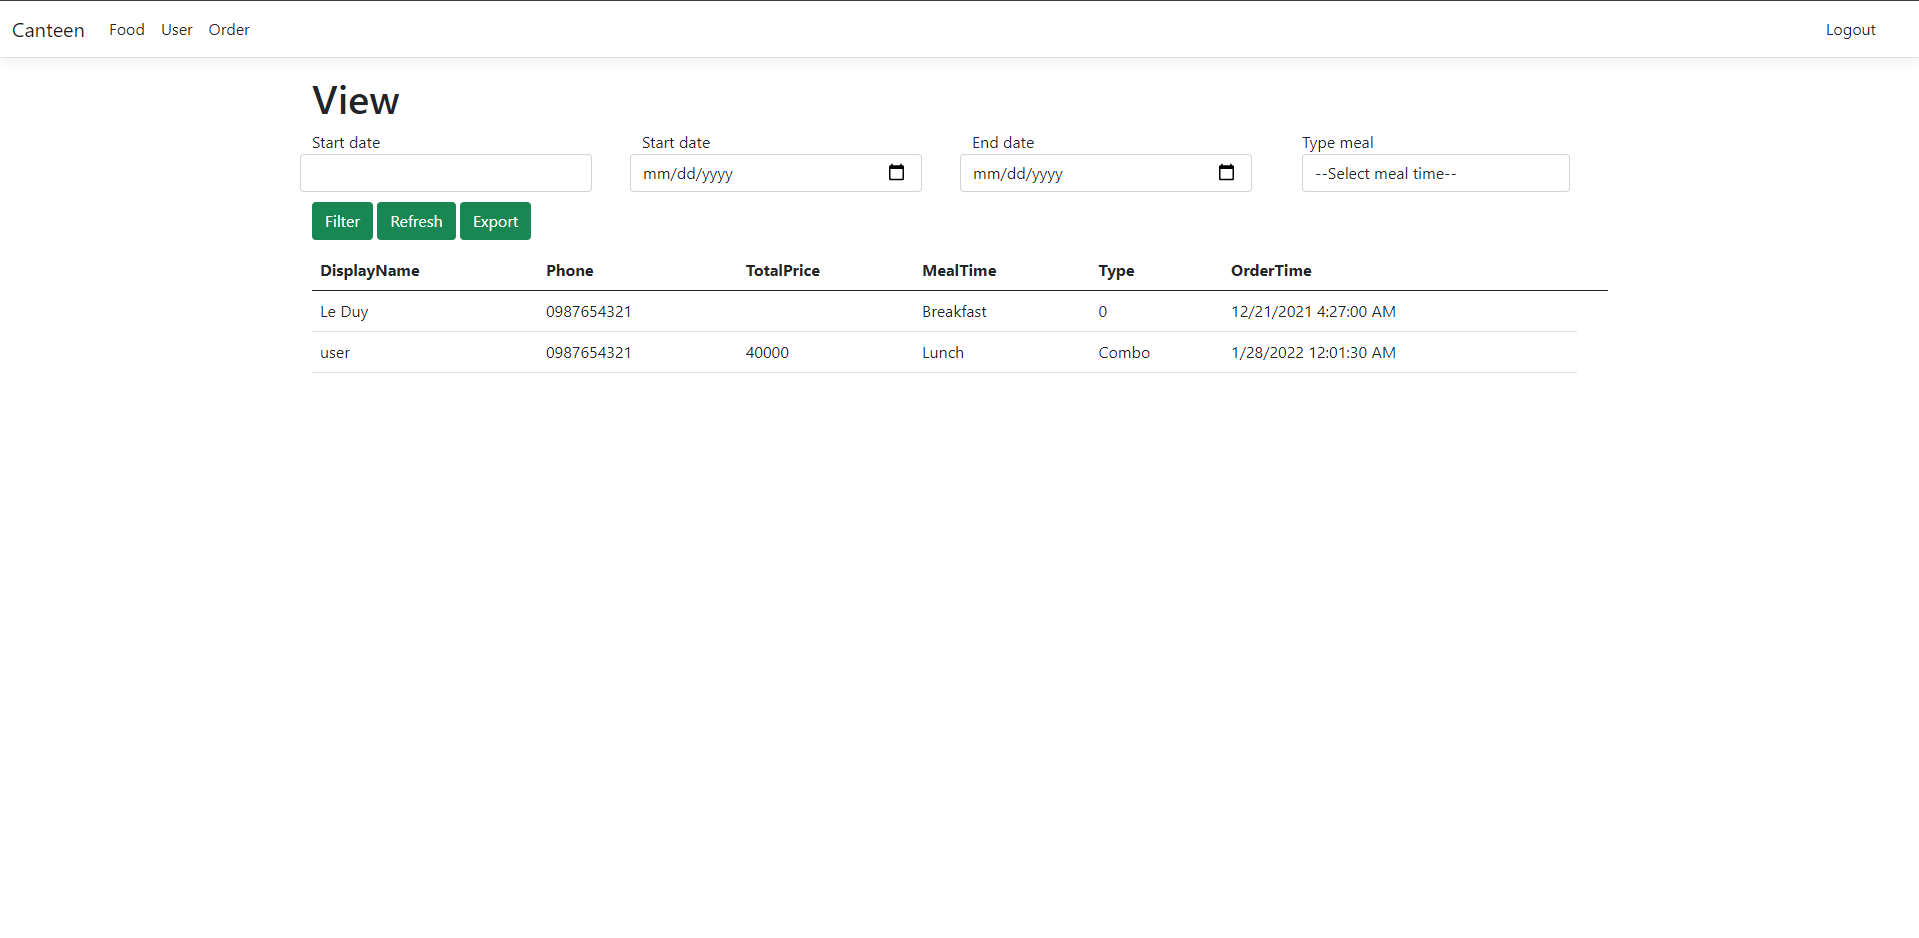 Canteen Food User Order Logout
View
Start date Start date End date Type meal
mm/dd/yyyy mm/dd/yyyy --Select meal time--
Filter Refresh Export
DisplayName Phone TotalPrice MealTime Type OrderTime
Le Duy 0987654321 Breakfast 0 12/21/2021 4:27:00 AM
user 0987654321 40000 Lunch Combo 1/28/2022 12:01:30 AM